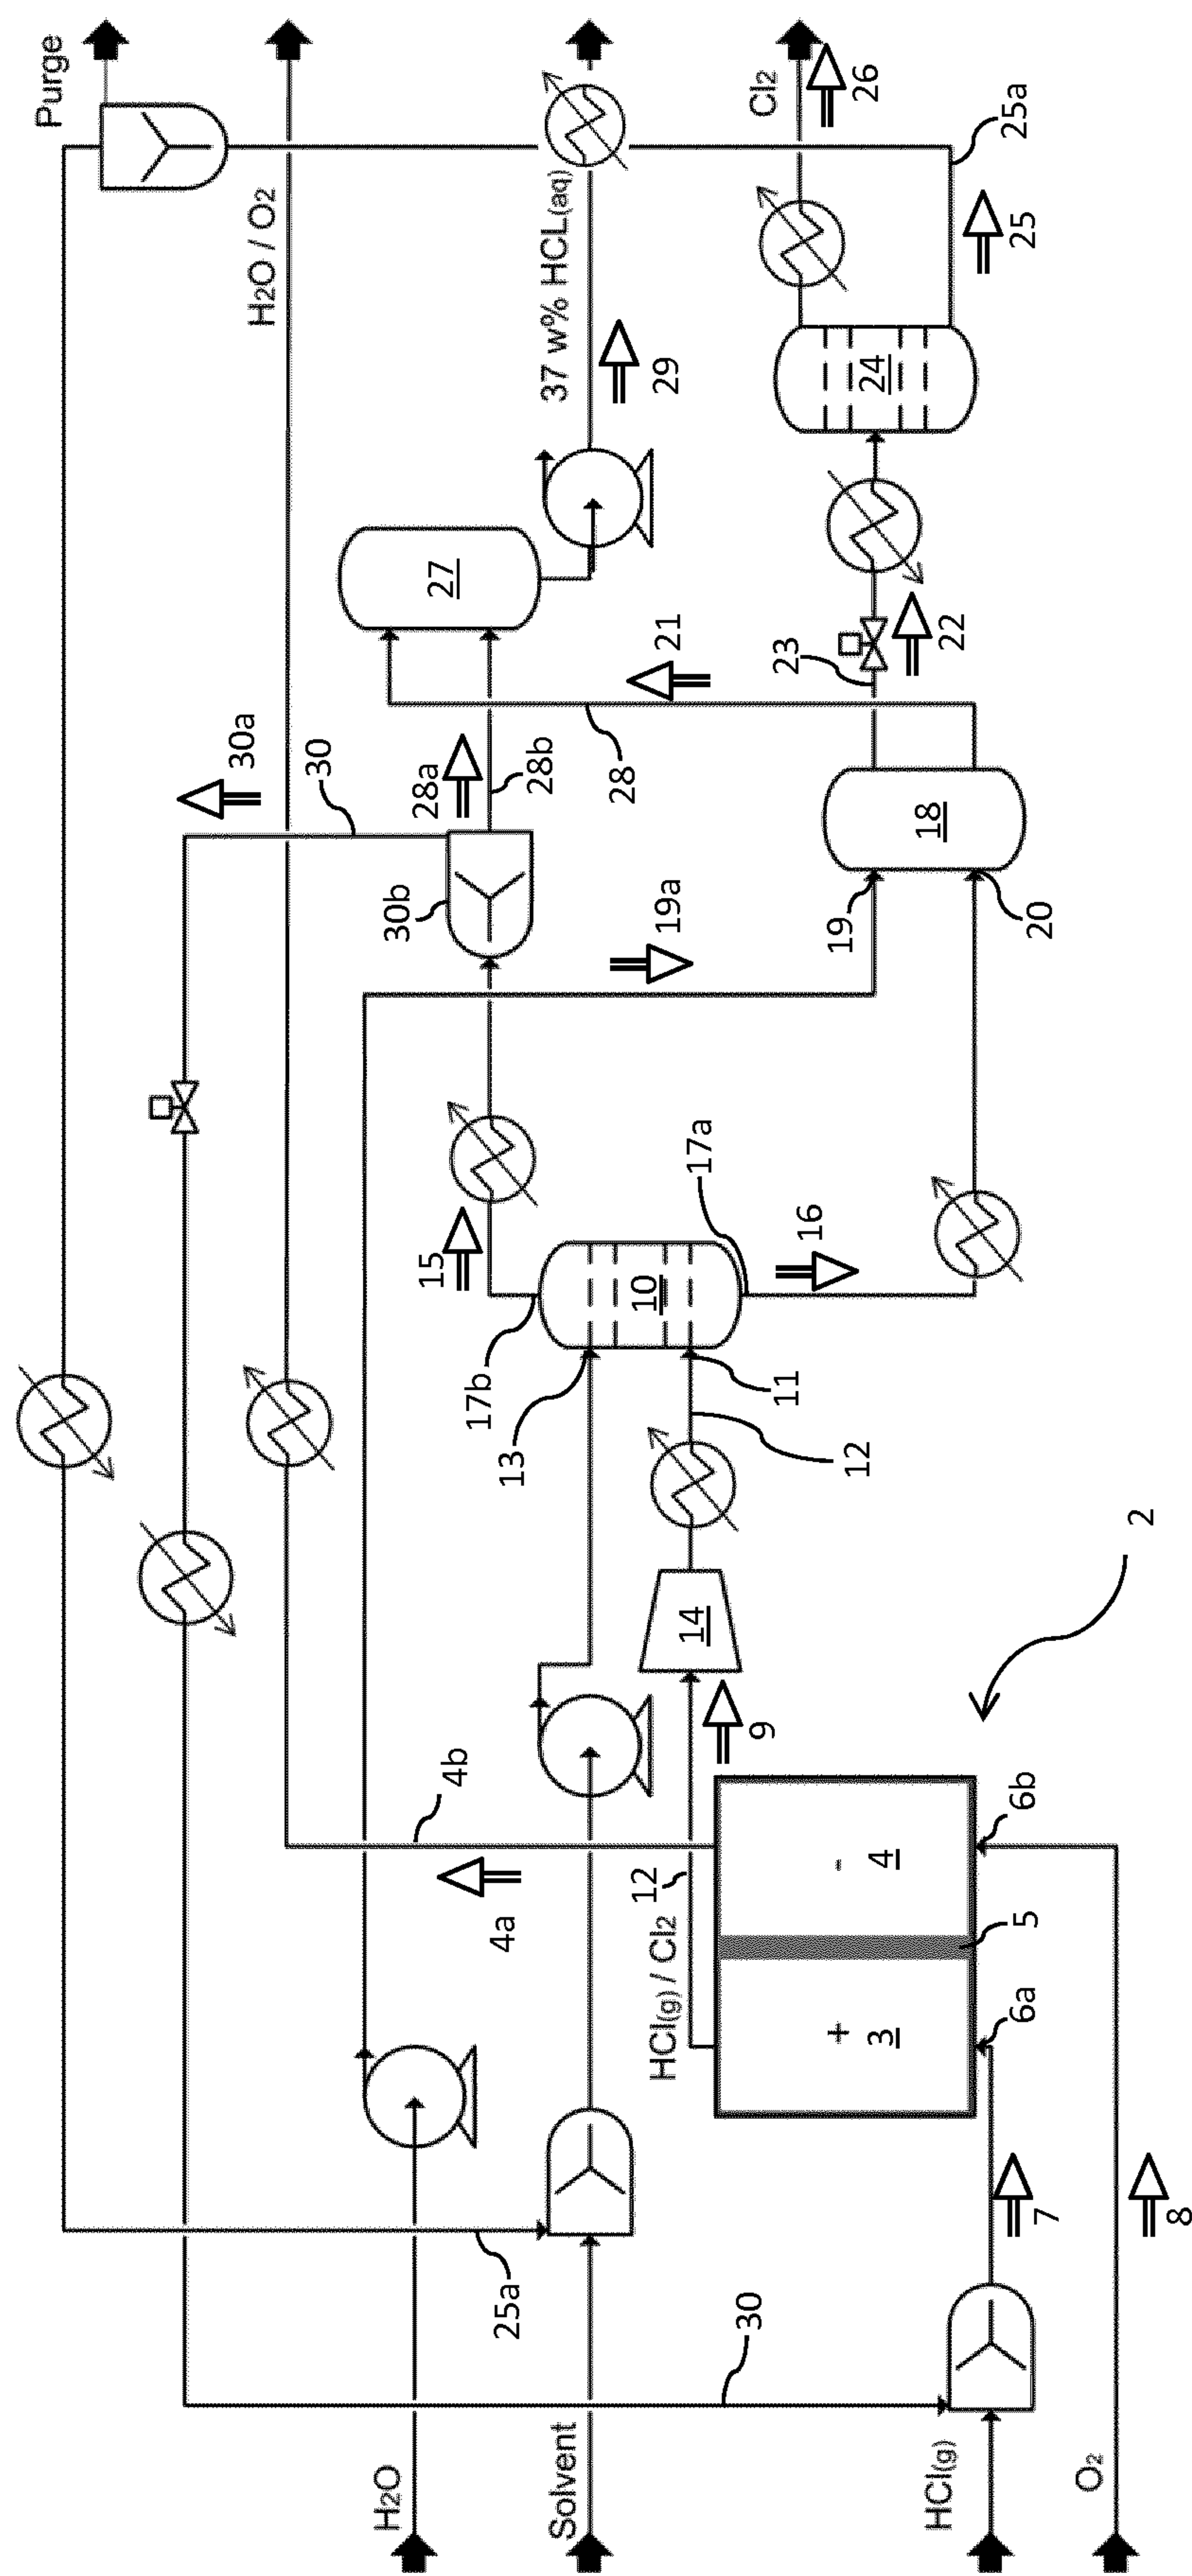 Purge
H2O / O2
37 w% HCL(aq)
Cl2
26
25a
25
29
24
27
21
22
23
30a
30
28a
28b
28
18
30b
19a
19
20
15
17a
16
10
17b
13
11
12
14
9
2
4b
4a
12
HCl(g) / Cl2
- 4
6b
5
+ 3
6a
7
8
25a
30
H2O
Solvent
HCl(g)
O2